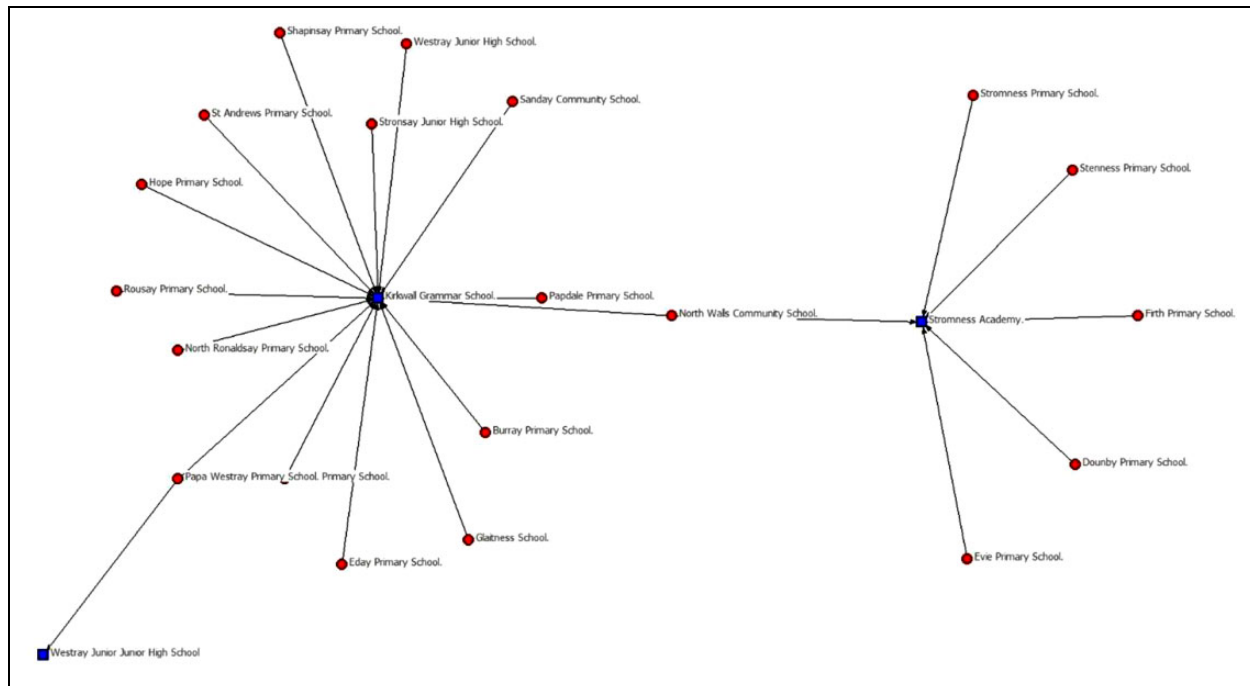 Shapinsay Primary School.
Westray Junior High School.
Stromness Primary School.
Sanday Community School.
St Andrews Primary School.
Stronsay Junior High School.
Stenness Primary School.
Hope Primary School.
Rousay Primary School.
Kirkwall Grammar School.
Papdale Primary School.
North Walls Community School.
Stromness Academy.
Firth Primary School.
North Ronaldsay Primary School.
Burray Primary School.
Dounby Primary School.
Papa Westray Primary School. Primary School.
Glaitness School.
Evie Primary School.
Eday Primary School.
Westray Junior Junior High School